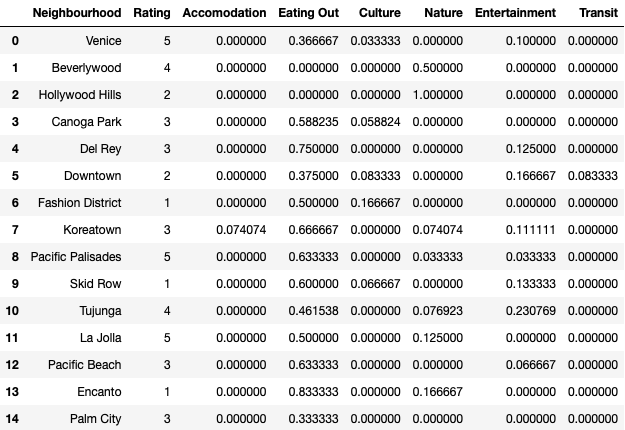 Neighbourhood Rating Accomodation Eating Out Culture Nature Entertainment Transit
0 Venice 5 0.000000 0.366667 0.033333 0.000000 0.100000 0.000000
1 Beverlywood 4 0.000000 0.000000 0.000000 0.500000 0.000000 0.000000
2 Hollywood Hills 2 0.000000 0.000000 0.000000 1.000000 0.000000 0.000000
3 Canoga Park 3 0.000000 0.588235 0.058824 0.000000 0.000000 0.000000
4 Del Rey 3 0.000000 0.750000 0.000000 0.000000 0.125000 0.000000
5 Downtown 2 0.000000 0.375000 0.083333 0.000000 0.166667 0.083333
6 Fashion District 1 0.000000 0.500000 0.166667 0.000000 0.000000 0.000000
7 Koreatown 3 0.074074 0.666667 0.000000 0.074074 0.111111 0.000000
8 Pacific Palisades 5 0.000000 0.633333 0.000000 0.033333 0.033333 0.000000
9 Skid Row 1 0.000000 0.600000 0.066667 0.000000 0.133333 0.000000
10 Tujunga 4 0.000000 0.461538 0.000000 0.076923 0.230769 0.000000
11 La Jolla 5 0.000000 0.500000 0.000000 0.125000 0.000000 0.000000
12 Pacific Beach 3 0.000000 0.633333 0.000000 0.000000 0.066667 0.000000
13 Encanto 1 0.000000 0.833333 0.000000 0.166667 0.000000 0.000000
14 Palm City 3 0.000000 0.333333 0.000000 0.000000 0.000000 0.000000